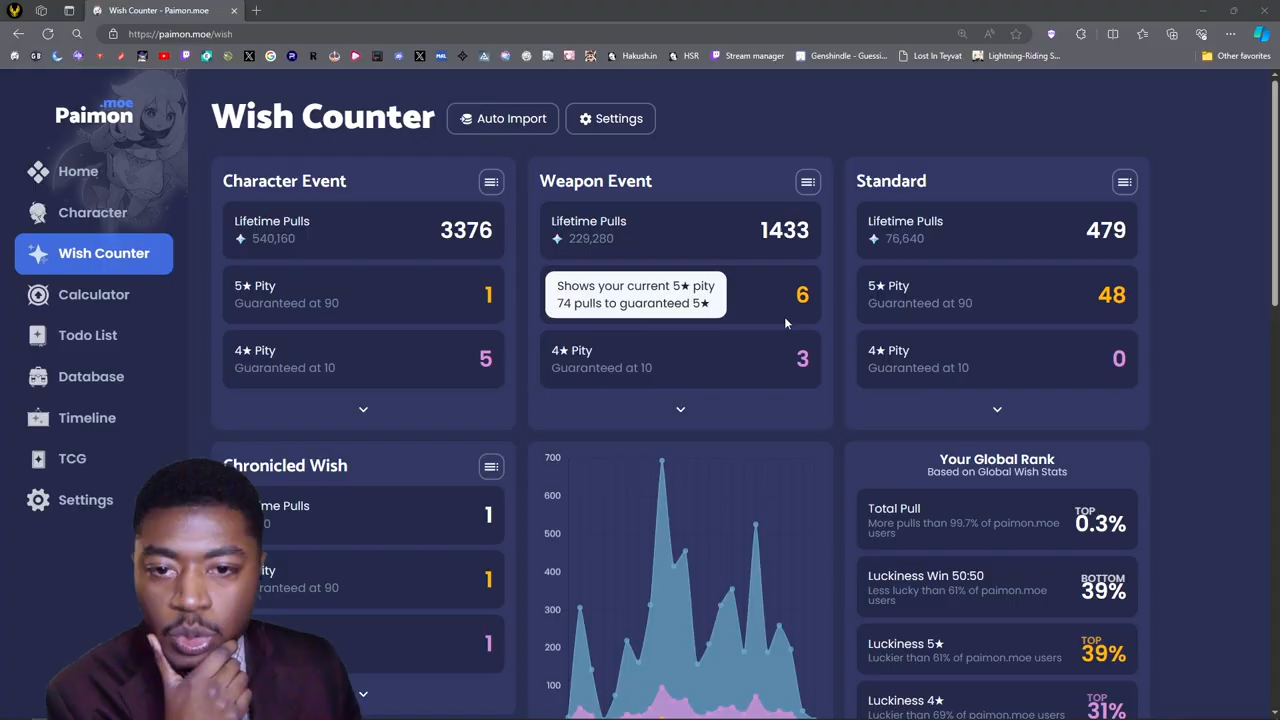 Wish Counter - Paimon.moe
https://paimon.moe/wish
Hakush.in
HSR
Stream manager
Genshindle - Guessi...
Lost In Teyvat
Lightning-Riding S...
Other favorites
.moe
Paimon
Home
Character
Wish Counter
Calculator
Todo List
Database
Timeline
TCG
Settings
Wish Counter
Auto Import
Settings
Character Event
Lifetime Pulls
540,160
3376
5★ Pity
Guaranteed at 90
1
4★ Pity
Guaranteed at 10
5
Weapon Event
Lifetime Pulls
229,280
1433
Shows your current 5★ pity
74 pulls to guaranteed 5★
6
4★ Pity
Guaranteed at 10
3
Standard
Lifetime Pulls
76,640
479
5★ Pity
Guaranteed at 90
48
4★ Pity
Guaranteed at 10
0
Chronicled Wish
me Pulls
0
1
ity
ranteed at 90
1
1
700
600
500
400
300
200
100
Your Global Rank
Based on Global Wish Stats
Total Pull
More pulls than 99.7% of paimon.moe
users
TOP
0.3%
Luckiness Win 50:50
Less lucky than 61% of paimon.moe
users
BOTTOM
39%
Luckiness 5★
Luckier than 61% of paimon.moe users
TOP
39%
Luckiness 4★
Luckier than 69% of paimon.moe users
TOP
31%